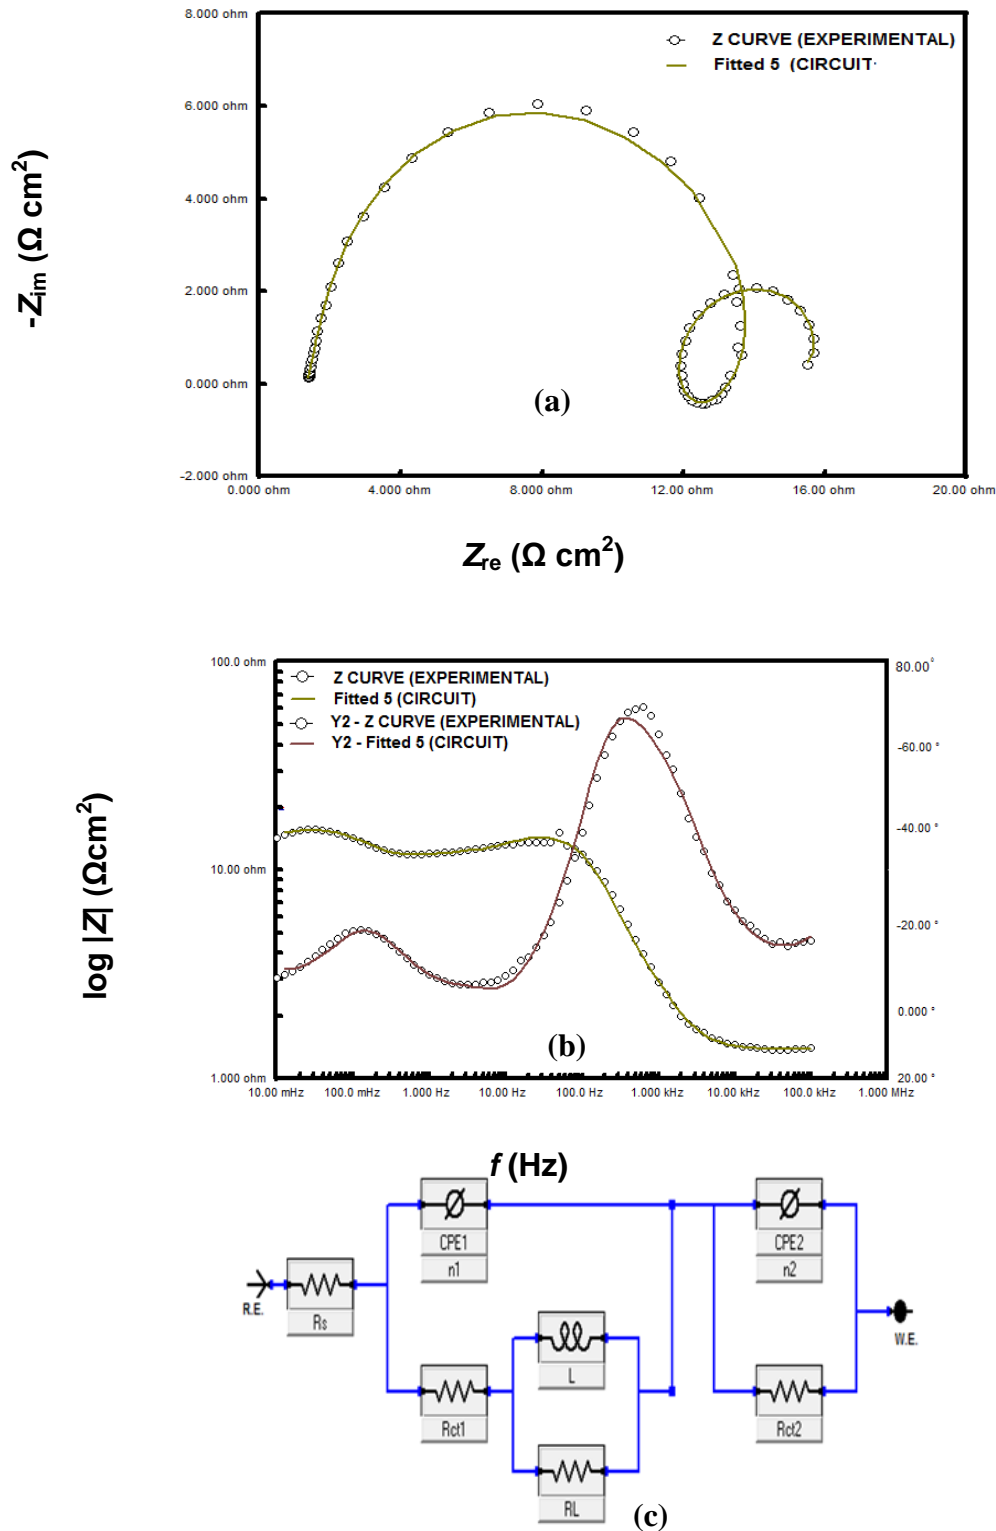 8.000 ohm
Z CURVE (EXPERIMENTAL)
Fitted 5 (CIRCUIT·
6.000 ohm
4.000 ohm
-Zim (Ω cm2)
2.000 ohm
0.000 ohm
(a)
-2.000 ohm
0.000 ohm 4.000 ohm 8.000 ohm 12.00 ohm 16.00 ohm 20.00 ohm
Zre (Ω cm2)
100.0 ohm
80.00°
Z CURVE (EXPERIMENTAL)
Fitted 5 (CIRCUIT)
Y2 - Z CURVE (EXPERIMENTAL)
Y2 - Fitted 5 (CIRCUIT)
-60.00 °
-40.00 °
10.00 ohm
log |Z| (Ωcm2)
-20.00 °
0.000 °
(b)
1.000 ohm
20.00 °
10.00 mHz 100.0 mHz 1.000 Hz 10.00 Hz 100.0 Hz 1.000 kHz 10.00 kHz 100.0 kHz 1.000 MHz
f (Hz)
CPE1
n1
CPE2
n2
R.E.
Rs
L
W.E.
Rct1
Rct2
RL
(c)